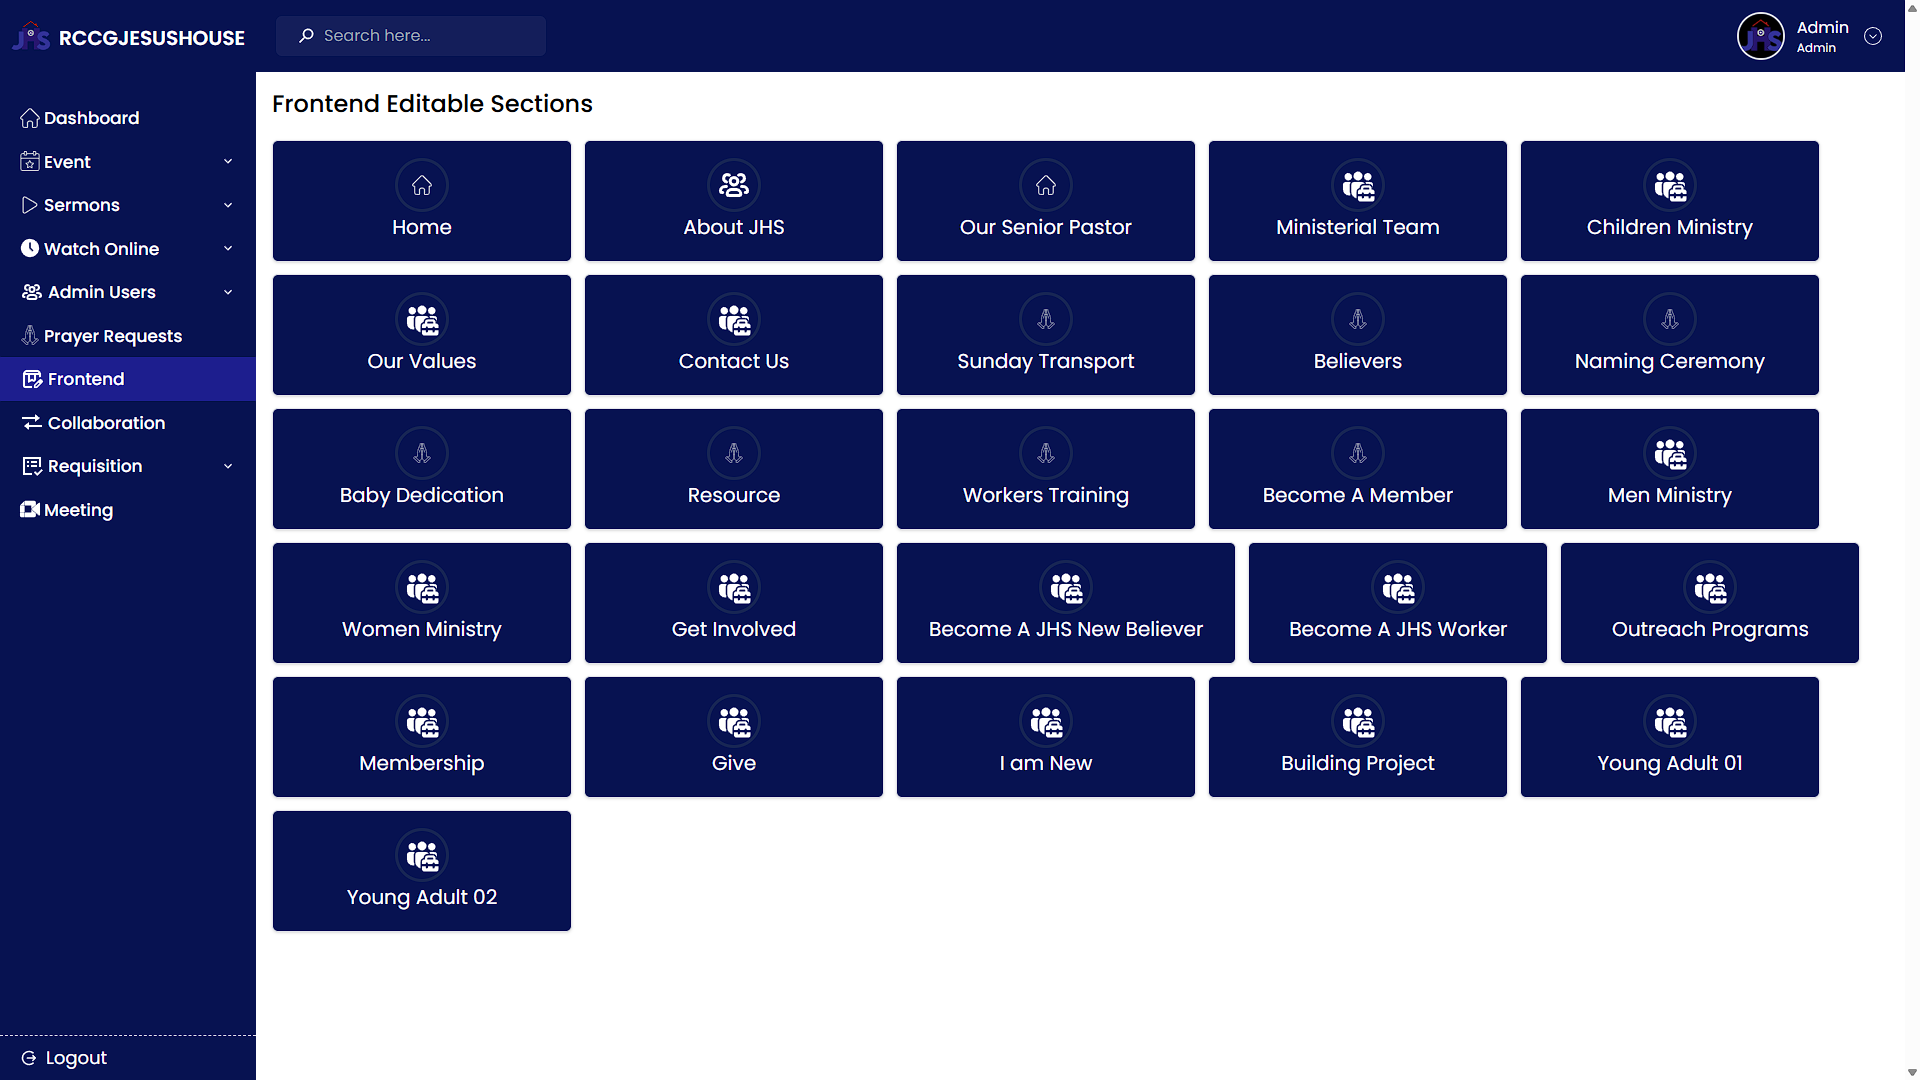 JHS RCCGJESUSHOUSE
Search here...
JHS
Admin
Admin
Dashboard
Event
Sermons
Watch Online
Admin Users
Prayer Requests
Frontend
Collaboration
Requisition
Meeting
Logout
Frontend Editable Sections
Home
About JHS
Our Senior Pastor
Ministerial Team
Children Ministry
Our Values
Contact Us
Sunday Transport
Believers
Naming Ceremony
Baby Dedication
Resource
Workers Training
Become A Member
Men Ministry
Women Ministry
Get Involved
Become A JHS New Believer
Become A JHS Worker
Outreach Programs
Membership
Give
I am New
Building Project
Young Adult 01
Young Adult 02